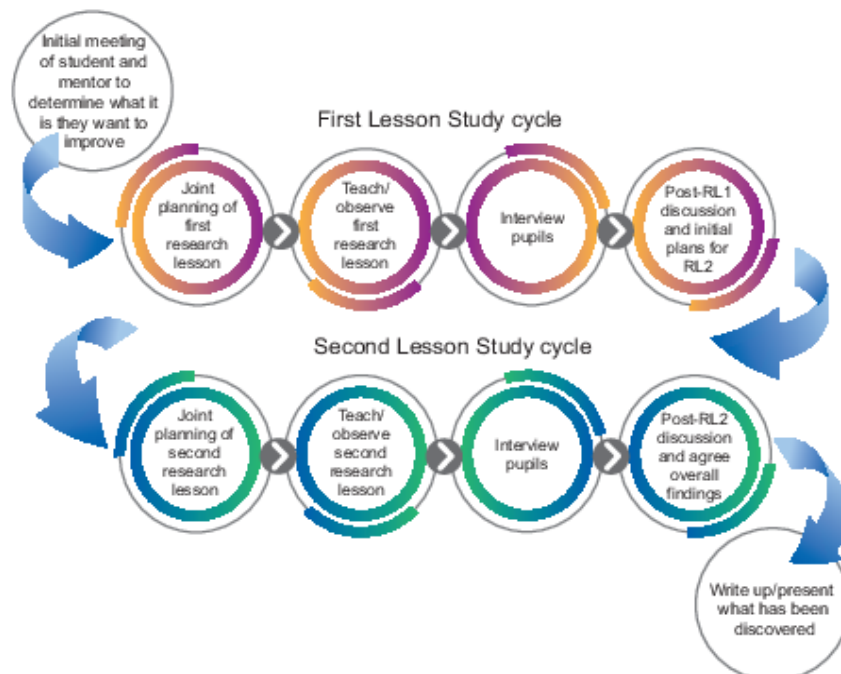 Initial meeting
of student and
mentor to
determine what it
is they want to
improve
First Lesson Study cycle
Joint
planning of
first
research
lesson
Teach/
observe first
research
lesson
Interview
pupils
Post-RL1
discussion
and initial
plans for
RL2
Second Lesson Study cycle
Joint
planning of
second
research
lesson
Teach/
observe
second
research
lesson
Interview
pupils
Post-RL2
discussion
and agree
overall
findings
Write up/present
what has been
discovered